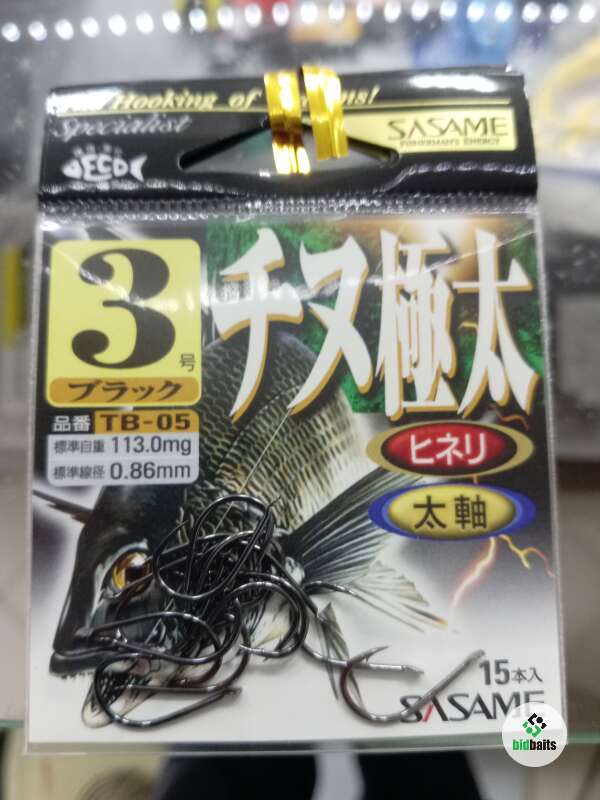 Hooking of
Specialist
SASAME
FISHERMAN'S ENERGY
ECO
3号
ブラック
チヌ極太
品番 TB-05
標準自重 113.0mg
標準線径 0.86mm
ヒネリ
太軸
15本入
SASAME
bidbaits